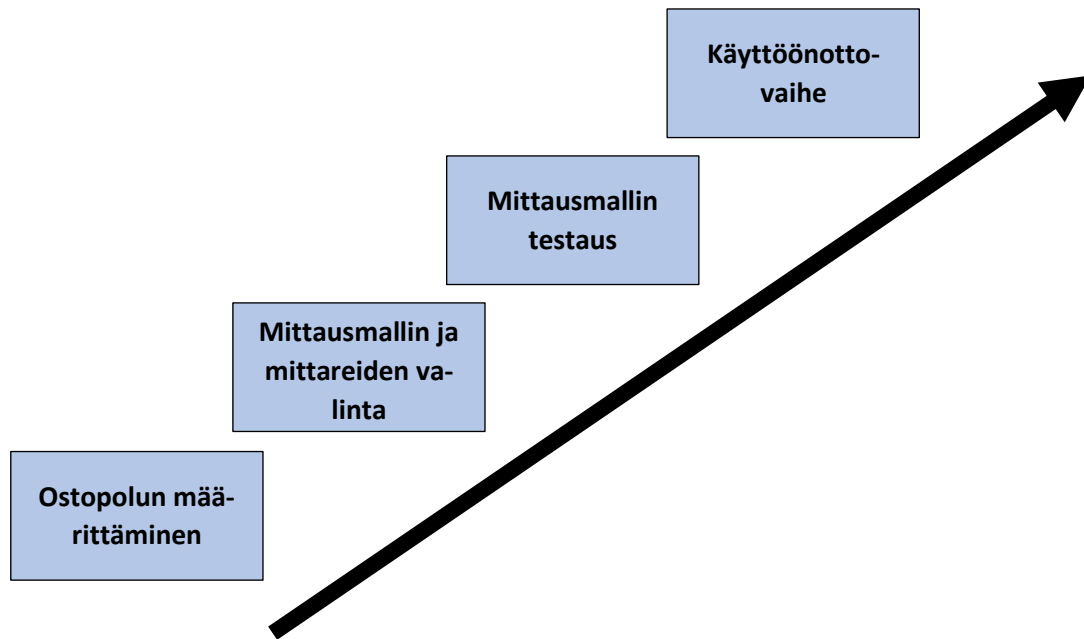 Käyttöönotto-
vaihe
Mittausmallin
testaus
Mittausmallin ja
mittareiden va-
linta
Ostopolun mää-
rittäminen